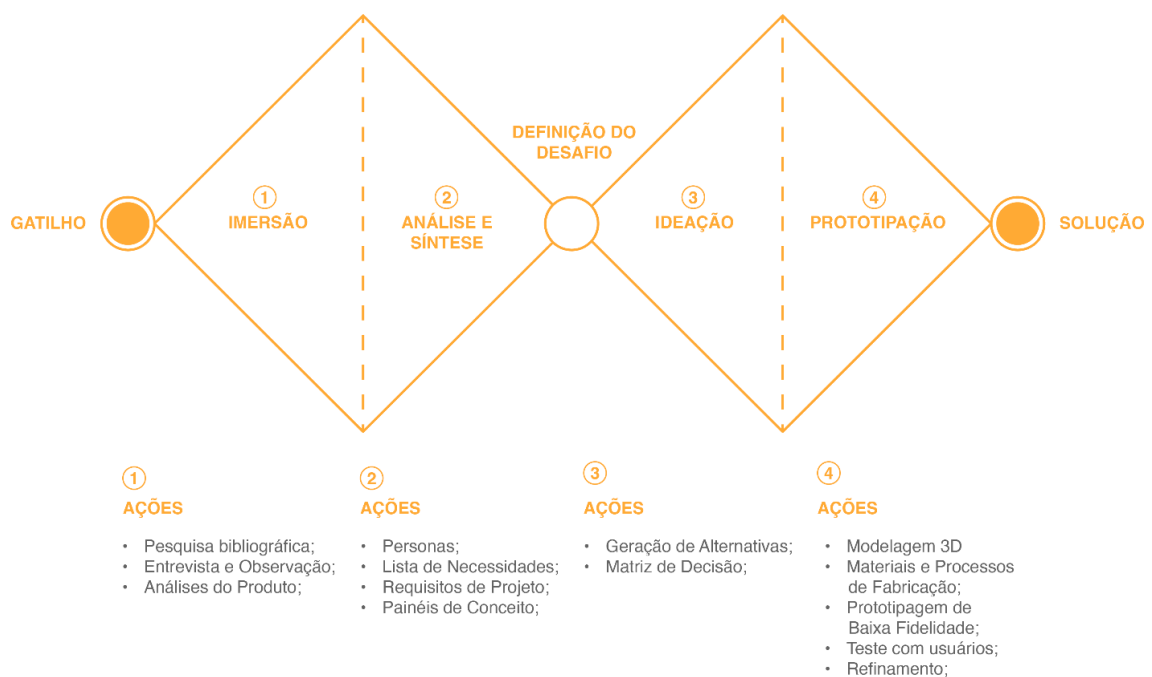 DEFINIÇÃO DO
DESAFIO
GATILHO
1
IMERSÃO
2
ANÁLISE E
SÍNTESE
3
IDEAÇÃO
4
PROTOTIPAÇÃO
SOLUÇÃO
1
AÇÕES
• Pesquisa bibliográfica;
• Entrevista e Observação;
• Análises do Produto;
2
AÇÕES
• Personas;
• Lista de Necessidades;
• Requisitos de Projeto;
• Painéis de Conceito;
3
AÇÕES
• Geração de Alternativas;
• Matriz de Decisão;
4
AÇÕES
• Modelagem 3D
• Materiais e Processos
de Fabricação;
• Prototipagem de
Baixa Fidelidade;
• Teste com usuários;
• Refinamento;